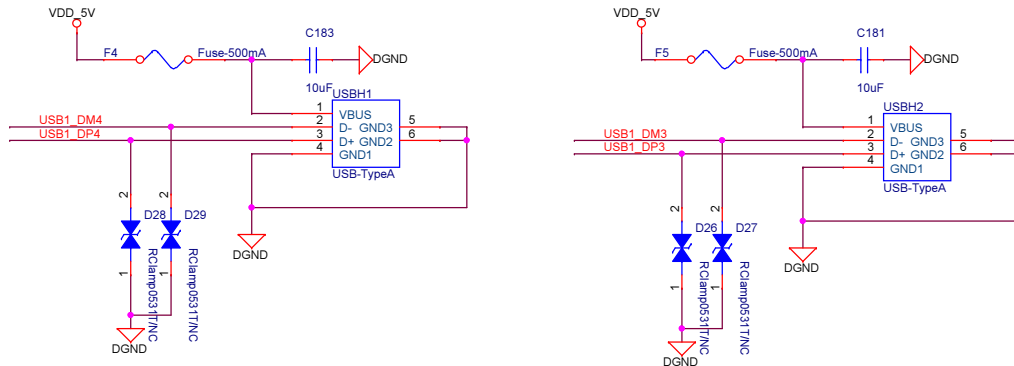 VDD_5V
F4
Fuse-500mA
C183
10uF
DGND
USBH1
1
VBUS
USB1_DM4
2
D-
GND3
5
USB1_DP4
3
D+
GND2
6
4
GND1
USB-TypeA
2
2
D28
D29
RClamp0531T/NC
RClamp0531T/NC
1
1
DGND
DGND
VDD_5V
F5
Fuse-500mA
C181
10uF
DGND
USBH2
1
VBUS
USB1_DM3
2
D-
GND3
5
USB1_DP3
3
D+
GND2
6
4
GND1
USB-TypeA
2
2
D26
D27
RClamp0531T/NC
RClamp0531T/NC
1
1
DGND
DGND